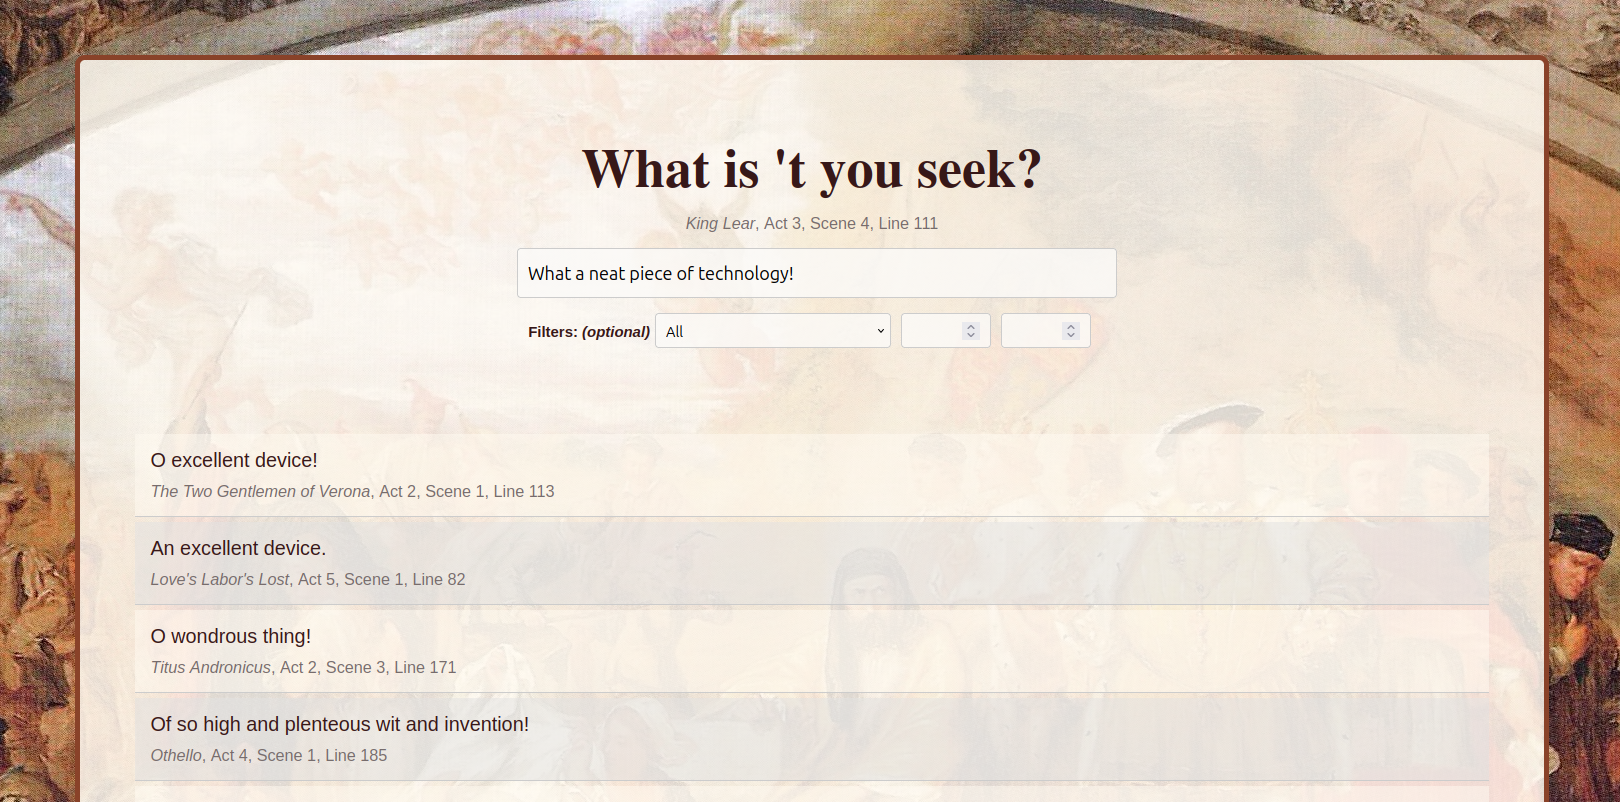 What is 't you seek?
King Lear, Act 3, Scene 4, Line 111
What a neat piece of technology!
Filters: (optional) All
O excellent device!
The Two Gentlemen of Verona, Act 2, Scene 1, Line 113
An excellent device.
Love's Labor's Lost, Act 5, Scene 1, Line 82
O wondrous thing!
Titus Andronicus, Act 2, Scene 3, Line 171
Of so high and plenteous wit and invention!
Othello, Act 4, Scene 1, Line 185